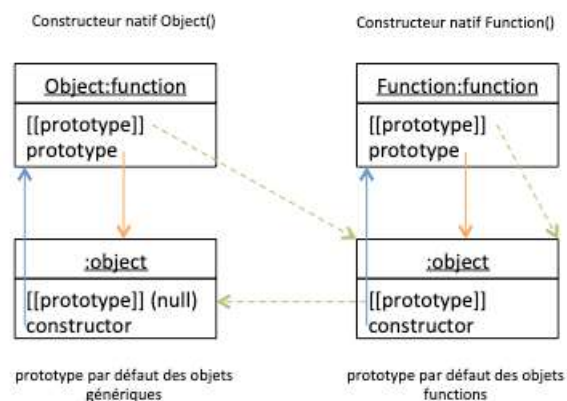 Constructeur natif Object()
Constructeur natif Function()
Object:function
[[prototype]]
prototype
Function:function
[[prototype]]
prototype
:object
[[prototype]] (null)
constructor
:object
[[prototype]]
constructor
prototype par défaut des objets
génériques
prototype par défaut des objets
functions